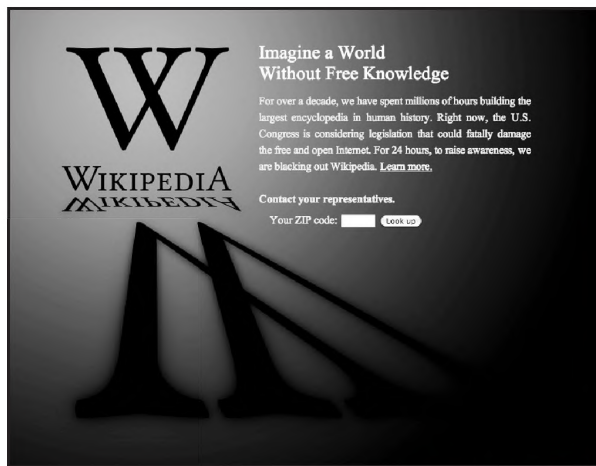 W
WIKIPEDIA
Imagine a World
Without Free Knowledge
For over a decade, we have spent millions of hours building the
largest encyclopedia in human history. Right now, the U.S.
Congress is considering legislation that could fatally damage
the free and open Internet. For 24 hours, to raise awareness, we
are blacking out Wikipedia. Learn more.
Contact your representatives.
Your ZIP code: Look up